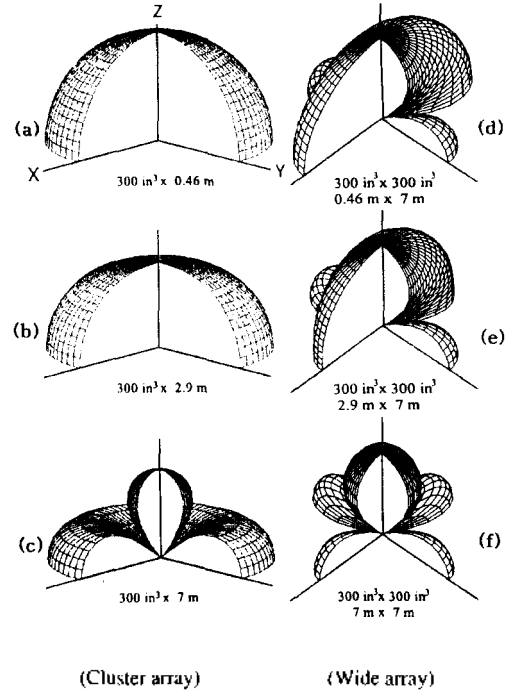 Z
(a)
(d)
X
Y
300 in³ x 0.46 m
300 in³ x 300 in³
0.46 m x 7 m
(b)
(e)
300 in³ x 2.9 m
300 in³ x 300 in³
2.9 m x 7 m
(c)
(f)
300 in³ x 7 m
300 in³ x 300 in³
7 m x 7 m
(Cluster array)
(Wide array)